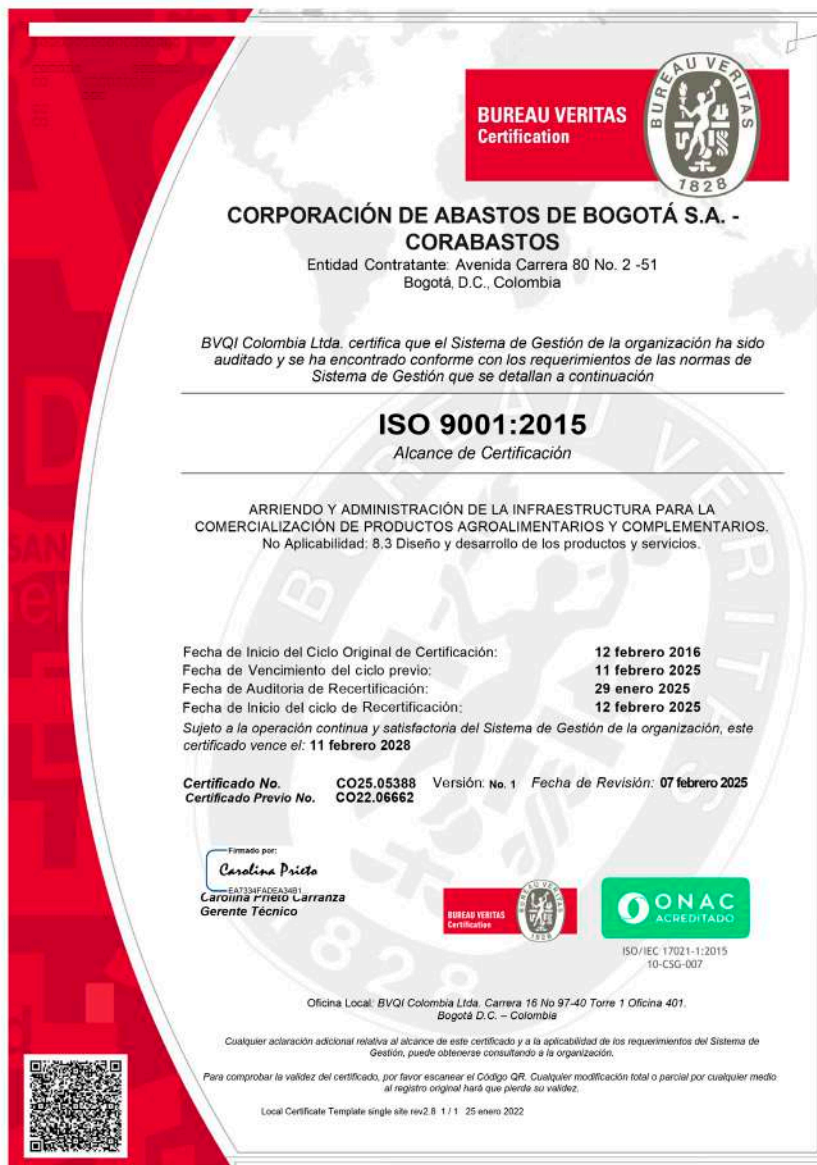 BUREAU VERITAS
Certification
BUREAU VERITAS
1828
CORPORACIÓN DE ABASTOS DE BOGOTÁ S.A. -
CORABASTOS
Entidad Contratante: Avenida Carrera 80 No. 2 -51
Bogotá, D.C., Colombia
BVQI Colombia Ltda. certifica que el Sistema de Gestión de la organización ha sido
auditado y se ha encontrado conforme con los requerimientos de las normas de
Sistema de Gestión que se detallan a continuación
ISO 9001:2015
Alcance de Certificación
ARRIENDO Y ADMINISTRACIÓN DE LA INFRAESTRUCTURA PARA LA
COMERCIALIZACIÓN DE PRODUCTOS AGROALIMENTARIOS Y COMPLEMENTARIOS.
No Aplicabilidad: 8.3 Diseño y desarrollo de los productos y servicios.
Fecha de Inicio del Ciclo Original de Certificación: 12 febrero 2016
Fecha de Vencimiento del ciclo previo: 11 febrero 2025
Fecha de Auditoria de Recertificación: 29 enero 2025
Fecha de Inicio del ciclo de Recertificación: 12 febrero 2025
Sujeto a la operación continua y satisfactoria del Sistema de Gestión de la organización, este
certificado vence el: 11 febrero 2028
Certificado No. CO25.05388 Versión: No. 1 Fecha de Revisión: 07 febrero 2025
Certificado Previo No. CO22.06662
Firmado por:
Carolina Prieto
EA7334FADEA34B1...
Carolina Prieto Carranza
Gerente Técnico
BUREAU VERITAS
Certification
BUREAU VERITAS
1828
ONAC
ACREDITADO
ISO/IEC 17021-1:2015
10-CSG-007
Oficina Local: BVQI Colombia Ltda. Carrera 16 No 97-40 Torre 1 Oficina 401.
Bogotá D.C. – Colombia
Cualquier aclaración adicional relativa al alcance de este certificado y a la aplicabilidad de los requerimientos del Sistema de
Gestión, puede obtenerse consultando a la organización.
Para comprobar la validez del certificado, por favor escanear el Código QR. Cualquier modificación total o parcial por cualquier medio
al registro original hará que pierda su validez.
Local Certificate Template single site rev2.8 1 / 1 25 enero 2022